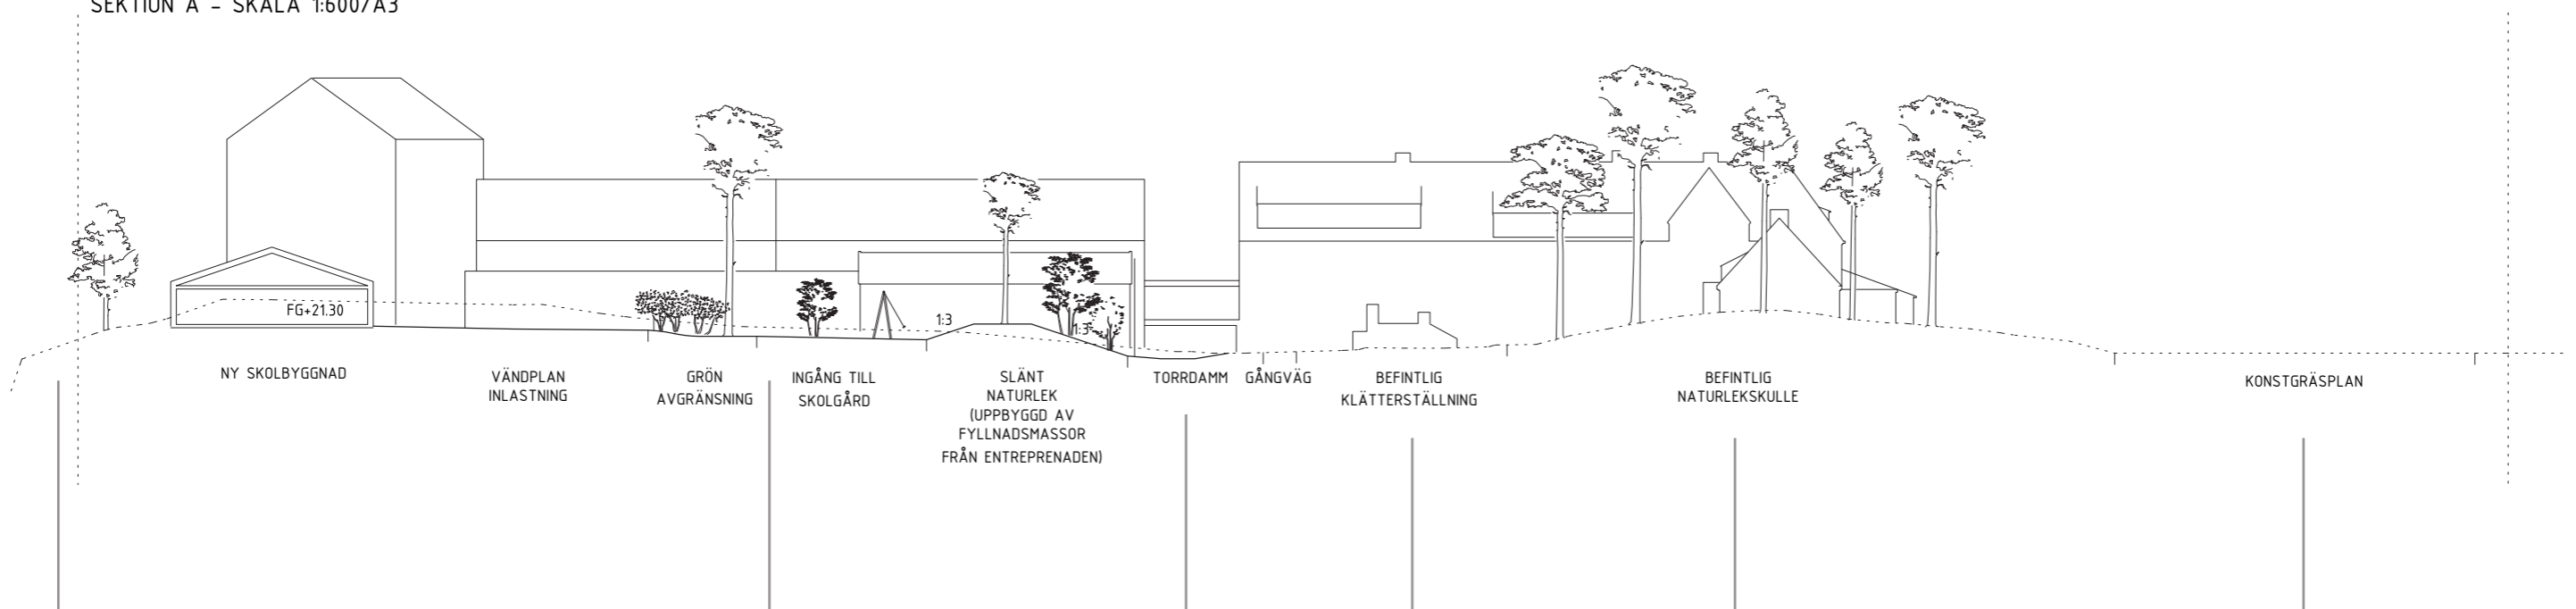 SEKTION A - SKALA 1:600/A3
FG+21.30
1:3
1:3
NY SKOLBYGGNAD
VÄNDPLAN
INLASTNING
GRÖN
AVGRÄNSNING
INGÅNG TILL
SKOLGÅRD
SLÄNT
NATURLEK
(UPPBYGGD AV
FYLLNADSMASSOR
FRÅN ENTREPRENADEN)
TORRDAMM
GÅNGVÄG
BEFINTLIG
KLÄTTERSTÄLLNING
BEFINTLIG
NATURLEKSKULLE
KONSTGRÄSPLAN